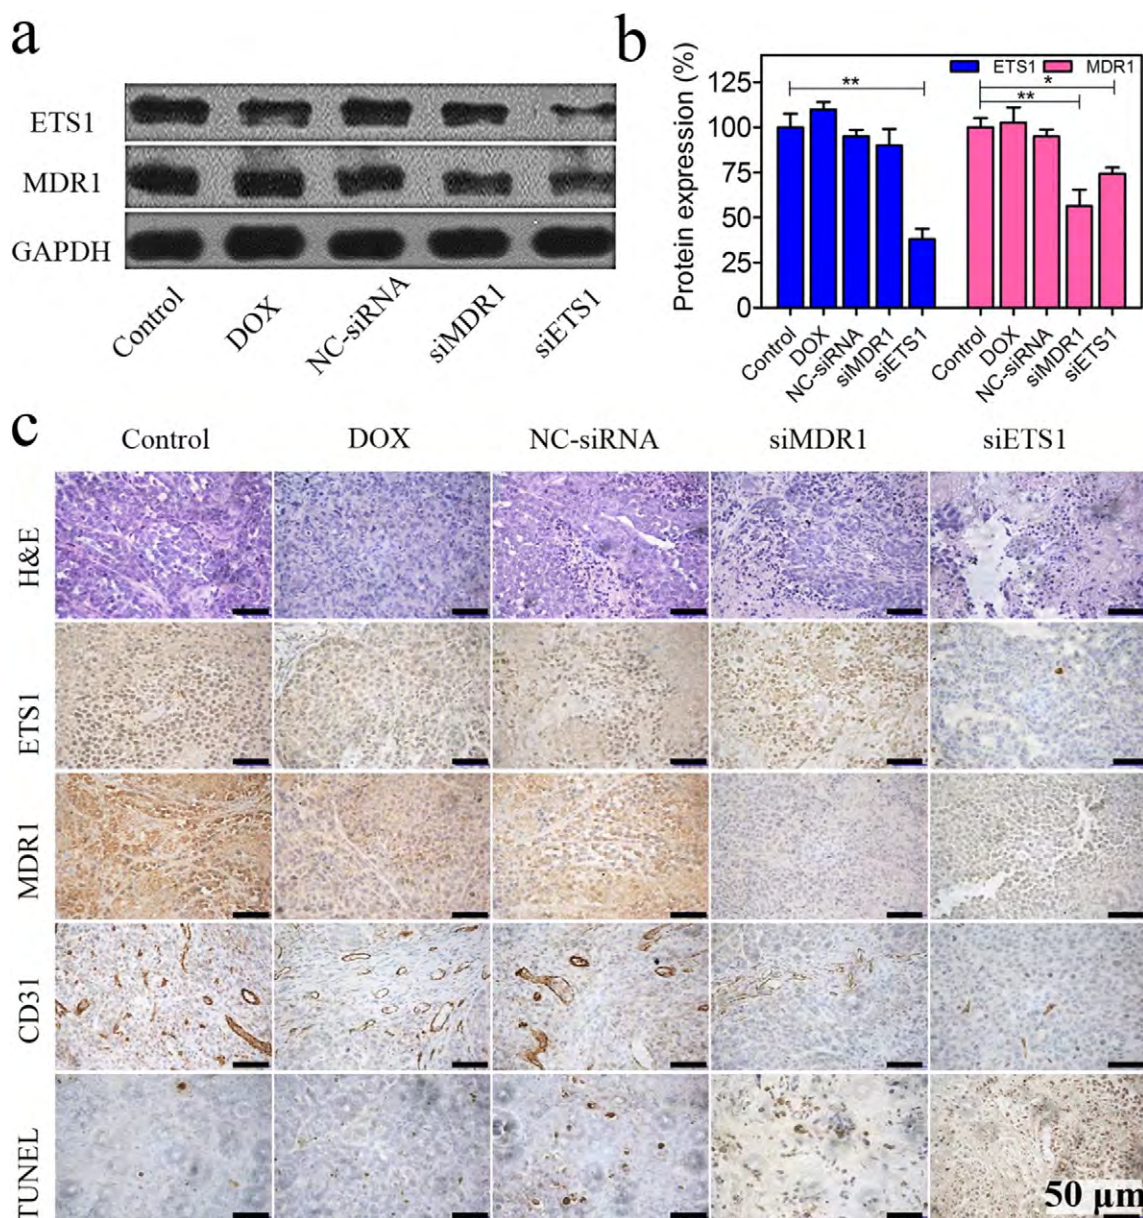 a
ETS1
MDR1
GAPDH
Control
DOX
NC-siRNA
siMDR1
siETS1
b
Protein expression (%)
125
100
75
50
25
0
ETS1 MDR1
**
*
**
Control
DOX
NC-siRNA
siMDR1
siETS1
Control
DOX
NC-siRNA
siMDR1
siETS1
c
Control DOX NC-siRNA siMDR1 siETS1
H&E
ETS1
MDR1
CD31
TUNEL
50 µm